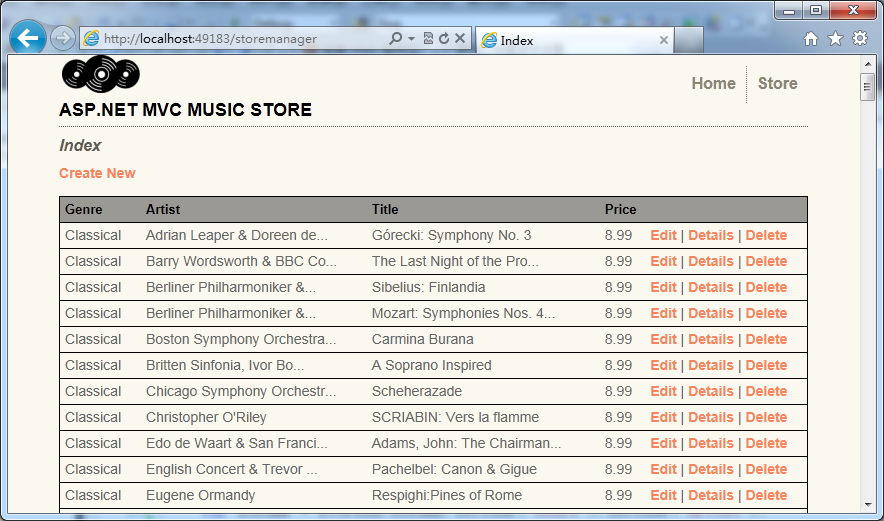 http://localhost:49183/storemanager
Index
Home
Store
ASP.NET MVC MUSIC STORE
Index
Create New
Genre Artist Title Price
Classical Adrian Leaper & Doreen de... Górecki: Symphony No. 3 8.99 Edit | Details | Delete
Classical Barry Wordsworth & BBC Co... The Last Night of the Pro... 8.99 Edit | Details | Delete
Classical Berliner Philharmoniker &... Sibelius: Finlandia 8.99 Edit | Details | Delete
Classical Berliner Philharmoniker &... Mozart: Symphonies Nos. 4... 8.99 Edit | Details | Delete
Classical Boston Symphony Orchestra... Carmina Burana 8.99 Edit | Details | Delete
Classical Britten Sinfonia, Ivor Bo... A Soprano Inspired 8.99 Edit | Details | Delete
Classical Chicago Symphony Orchestr... Scheherazade 8.99 Edit | Details | Delete
Classical Christopher O'Riley SCRIABIN: Vers la flamme 8.99 Edit | Details | Delete
Classical Edo de Waart & San Franci... Adams, John: The Chairman... 8.99 Edit | Details | Delete
Classical English Concert & Trevor ... Pachelbel: Canon & Gigue 8.99 Edit | Details | Delete
Classical Eugene Ormandy Respighi:Pines of Rome 8.99 Edit | Details | Delete